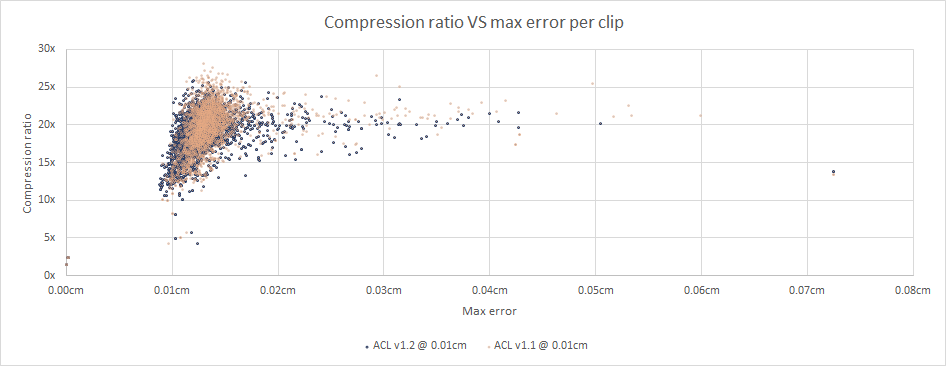 Compression ratio VS max error per clip
30x
25x
20x
15x
10x
5x
0x
Compression ratio
0.00cm 0.01cm 0.02cm 0.03cm 0.04cm 0.05cm 0.06cm 0.07cm 0.08cm
Max error
ACL v1.2 @ 0.01cm ACL v1.1 @ 0.01cm